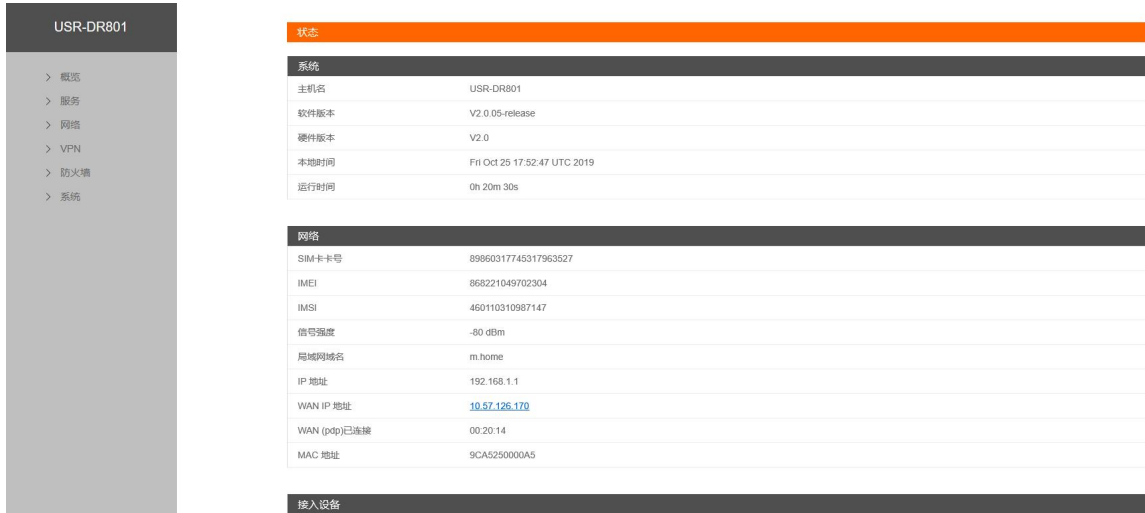 USR-DR801
概览
服务
网络
VPN
防火墙
系统
状态
系统
主机名 USR-DR801
软件版本 V2.0.05-release
硬件版本 V2.0
本地时间 Fri Oct 25 17:52:47 UTC 2019
运行时间 0h 20m 30s
网络
SIM卡卡号 89860317745317963527
IMEI 868221049702304
IMSI 460110310987147
信号强度 -80 dBm
局域网域名 m.home
IP 地址 192.168.1.1
WAN IP 地址 10.57.126.170
WAN (pdp)已连接 00:20:14
MAC 地址 9CA5250000A5
接入设备